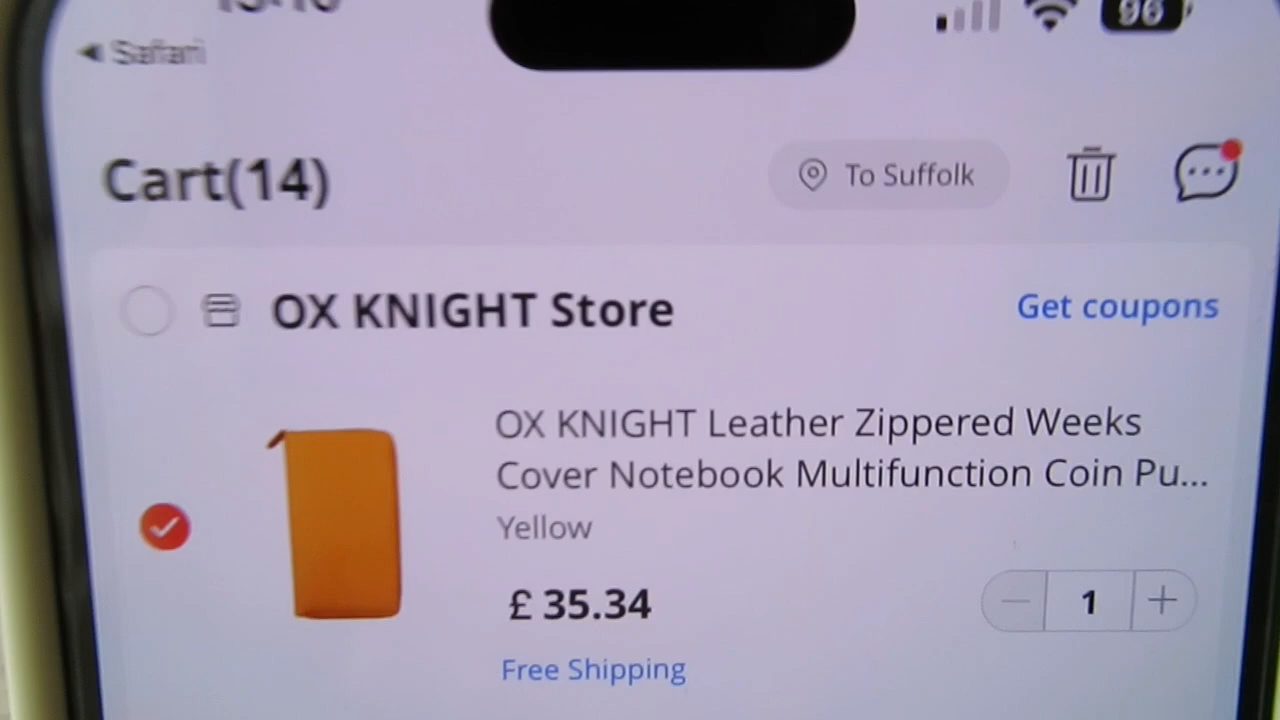 Safari
96
Cart(14)
To Suffolk
OX KNIGHT Store
Get coupons
OX KNIGHT Leather Zippered Weeks
Cover Notebook Multifunction Coin Pu...
Yellow
£ 35.34
1
Free Shipping